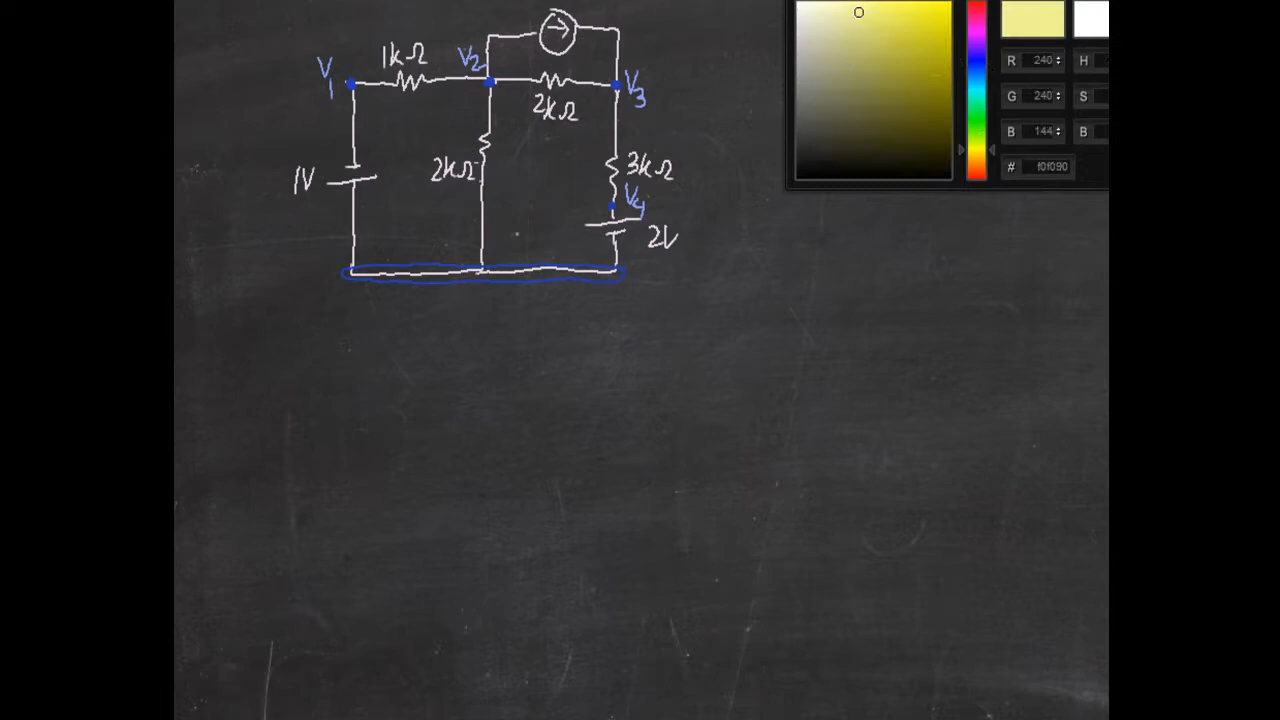 1kΩ
V2
V1
V3
2kΩ
2kΩ
3kΩ
V4
1V
2V
R 240 H
G 240 S
B 144 B
# f0f090